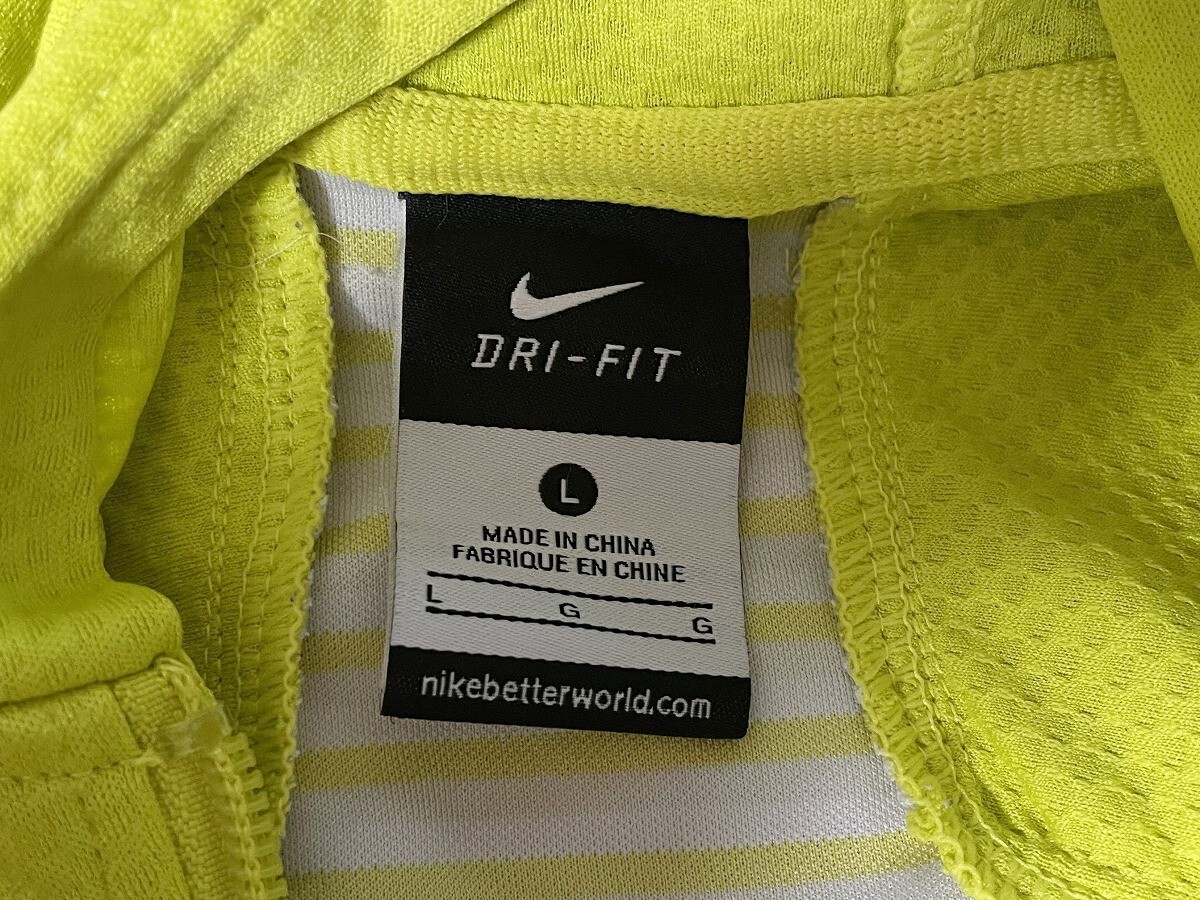 DRI-FIT
L
MADE IN CHINA
FABRIQUE EN CHINE
L G G
nikebetterworld.com